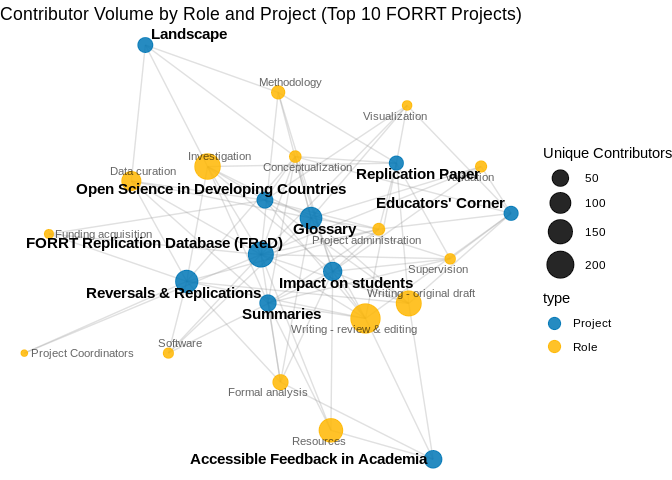 Contributor Volume by Role and Project (Top 10 FORRT Projects)
Landscape
Methodology
Visualization
Investigation
Conceptualization
Data curation
Replication Paper
Open Science in Developing Countries
Educators' Corner
Glossary
Funding acquisition
Project administration
FORRT Replication Database (FReD)
Supervision
Impact on students
Reversals & Replications
Writing - original draft
Summaries
Writing - review & editing
Software
Project Coordinators
Formal analysis
Resources
Accessible Feedback in Academia
Unique Contributors
50
100
150
200
type
Project
Role